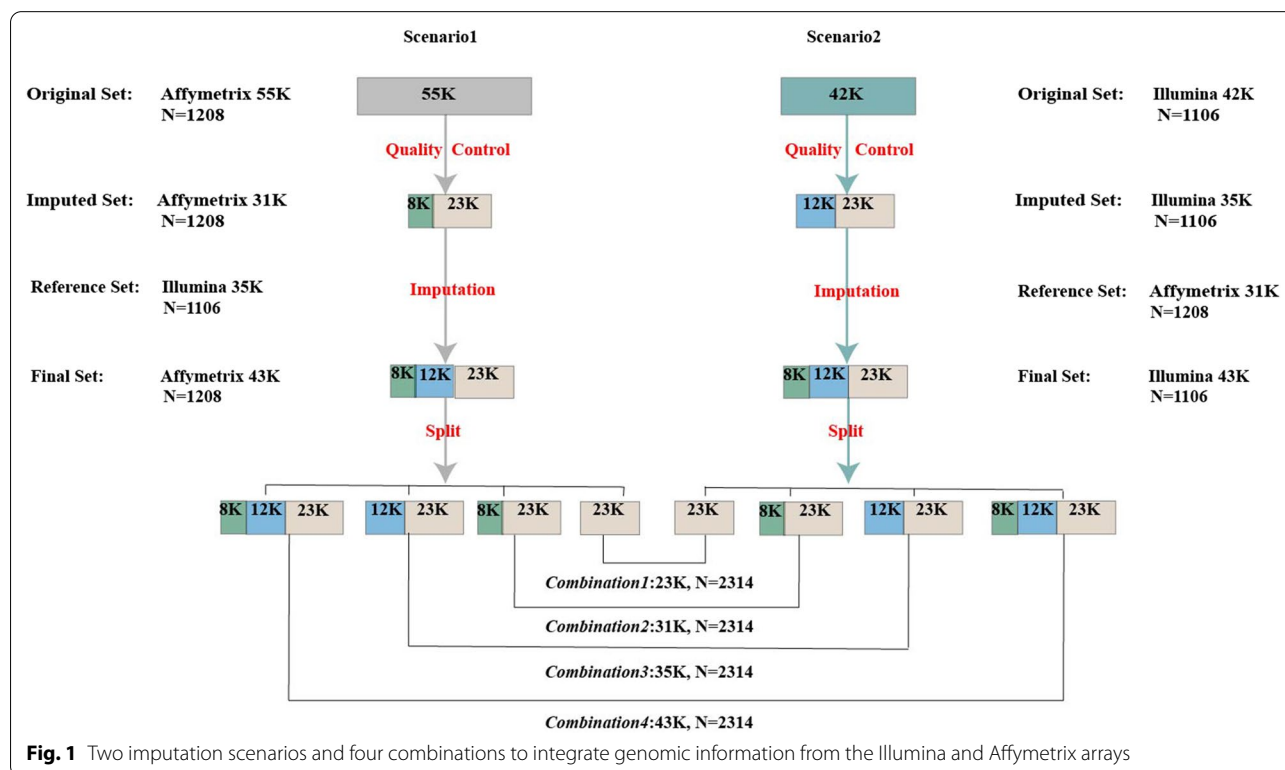 Scenario1 Scenario2
Original Set: Affymetrix 55K 55K 42K Original Set: Illumina 42K
N=1208 N=1106
Quality Control Quality Control
Imputed Set: Affymetrix 31K 8K 23K 12K 23K Imputed Set: Illumina 35K
N=1208 N=1106
Reference Set: Illumina 35K Imputation Imputation Reference Set: Affymetrix 31K
N=1106 N=1208
Final Set: Affymetrix 43K 8K 12K 23K 8K 12K 23K Final Set: Illumina 43K
N=1208 N=1106
Split Split
8K 12K 23K 12K 23K 8K 23K 23K 23K 8K 23K 12K 23K 8K 12K 23K
Combination1:23K, N=2314
Combination2:31K, N=2314
Combination3:35K, N=2314
Combination4:43K, N=2314
Fig. 1 Two imputation scenarios and four combinations to integrate genomic information from the Illumina and Affymetrix arrays